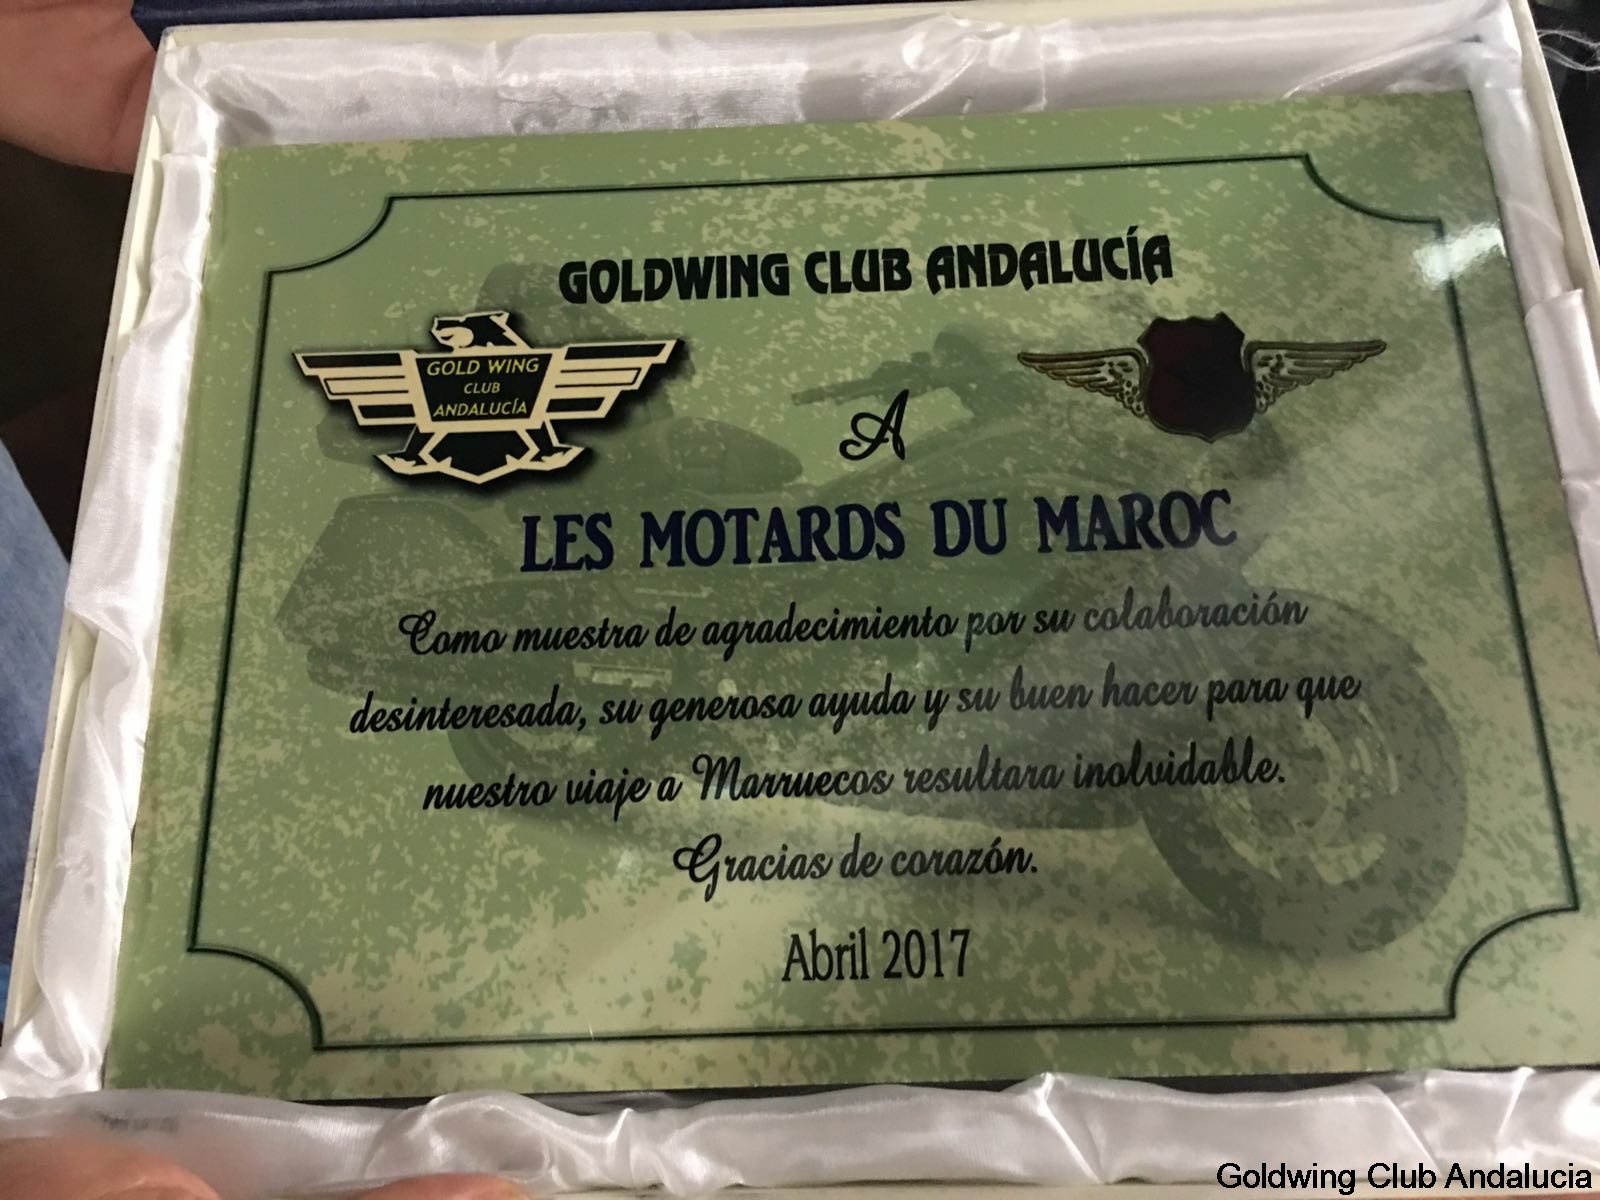 GOLDWING CLUB ANDALUCÍA
GOLD WING
CLUB
ANDALUCÍA
A
LES MOTARDS DU MAROC
Como muestra de agradecimiento por su colaboración
desinteresada, su generosa ayuda y su buen hacer para que
nuestro viaje a Marruecos resultara inolvidable.
Gracias de corazón.
Abril 2017
Goldwing Club Andalucia